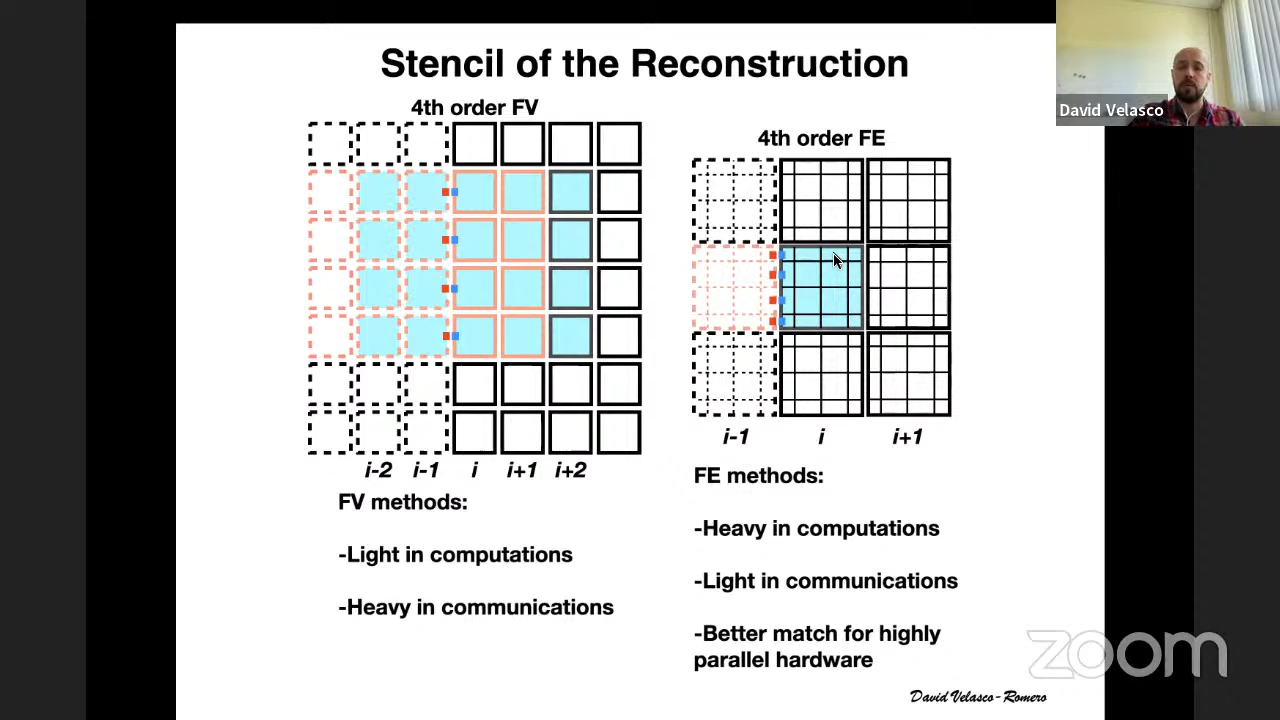 Stencil of the Reconstruction
4th order FV
4th order FE
David Velasco
i-2 i-1 i i+1 i+2
i-1 i i+1
FV methods:
-Light in computations
-Heavy in communications
FE methods:
-Heavy in computations
-Light in communications
-Better match for highly
parallel hardware
zoom
David Velasco-Romero